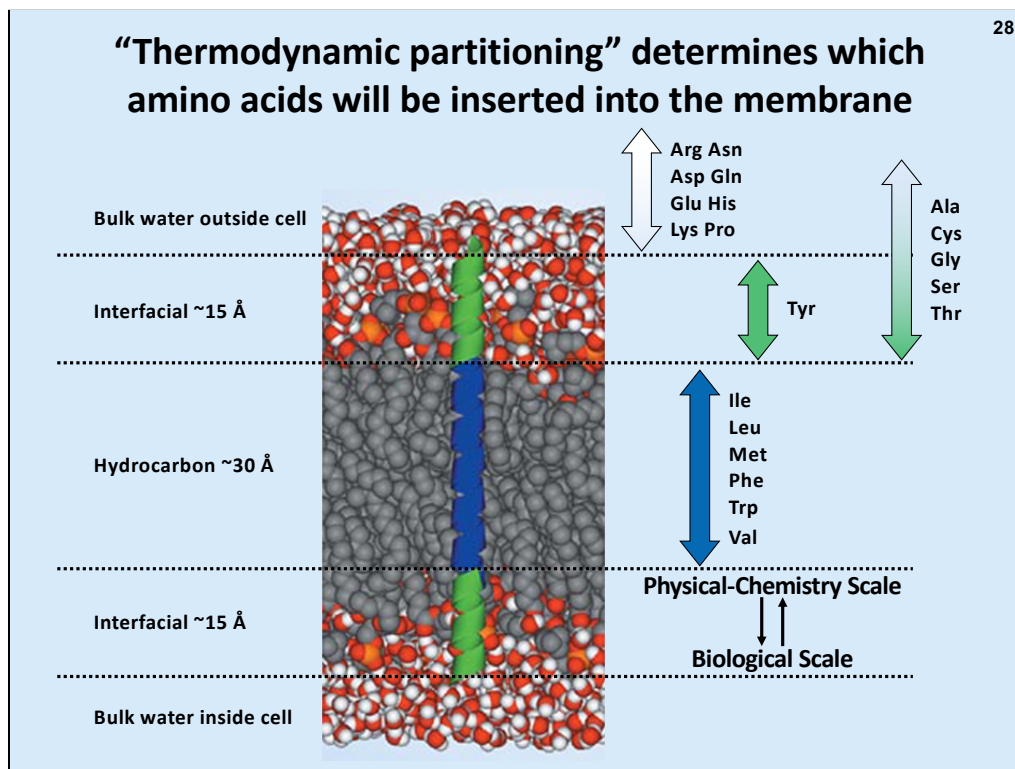 28
“Thermodynamic partitioning” determines which
amino acids will be inserted into the membrane
Arg Asn
Asp Gln
Glu His
Lys Pro
Bulk water outside cell
Ala
Cys
Gly
Ser
Thr
Interfacial ~15 Å
Tyr
Ile
Leu
Met
Phe
Trp
Val
Hydrocarbon ~30 Å
Physical-Chemistry Scale
Biological Scale
Interfacial ~15 Å
Bulk water inside cell